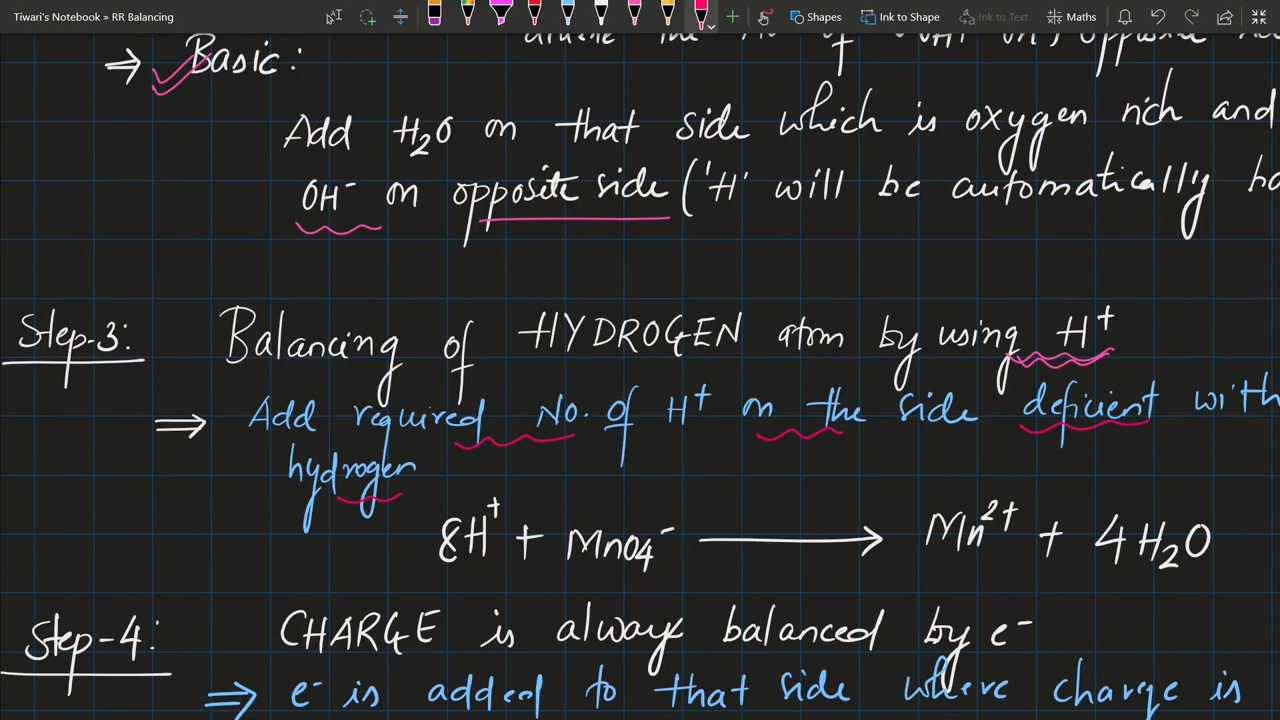 Tiwari's Notebook » RR Balancing
Shapes Ink to Shape Ink to Text Maths
⇒ Basic:
Add H₂O on that side which is oxygen rich and
OH⁻ on opposite side ('H' will be automatically ba
Step-3: Balancing of HYDROGEN atom by using H⁺
⇒ Add required No. of H⁺ on the side deficient with
hydrogen
8H⁺ + MnO4⁻ ⟶ Mn²⁺ + 4H₂O
Step-4: CHARGE is always balanced by e⁻
⇒ e⁻ is added to that side where charge is